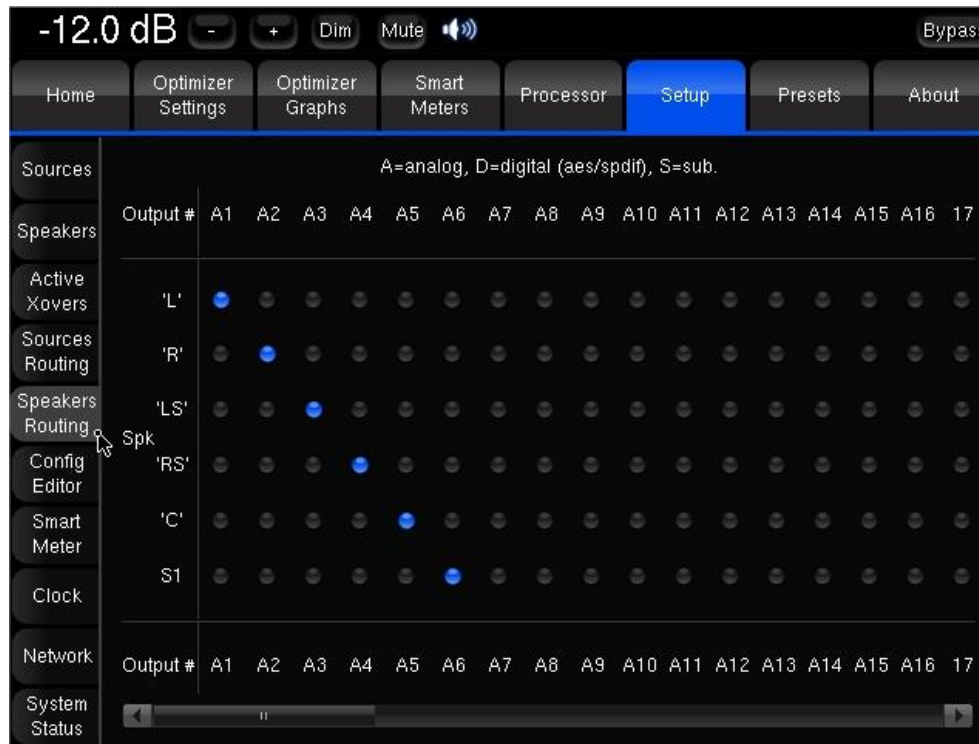 -12.0 dB - + Dim Mute Bypas
Home Optimizer Settings Optimizer Graphs Smart Meters Processor Setup Presets About
Sources
Speakers
Active Xovers
Sources Routing
Speakers Routing
Config Editor
Smart Meter
Clock
Network
System Status
A=analog, D=digital (aes/spdif), S=sub.
Output # A1 A2 A3 A4 A5 A6 A7 A8 A9 A10 A11 A12 A13 A14 A15 A16 17
'L'
'R'
'LS'
Spk
'RS'
'C'
S1
Output # A1 A2 A3 A4 A5 A6 A7 A8 A9 A10 A11 A12 A13 A14 A15 A16 17